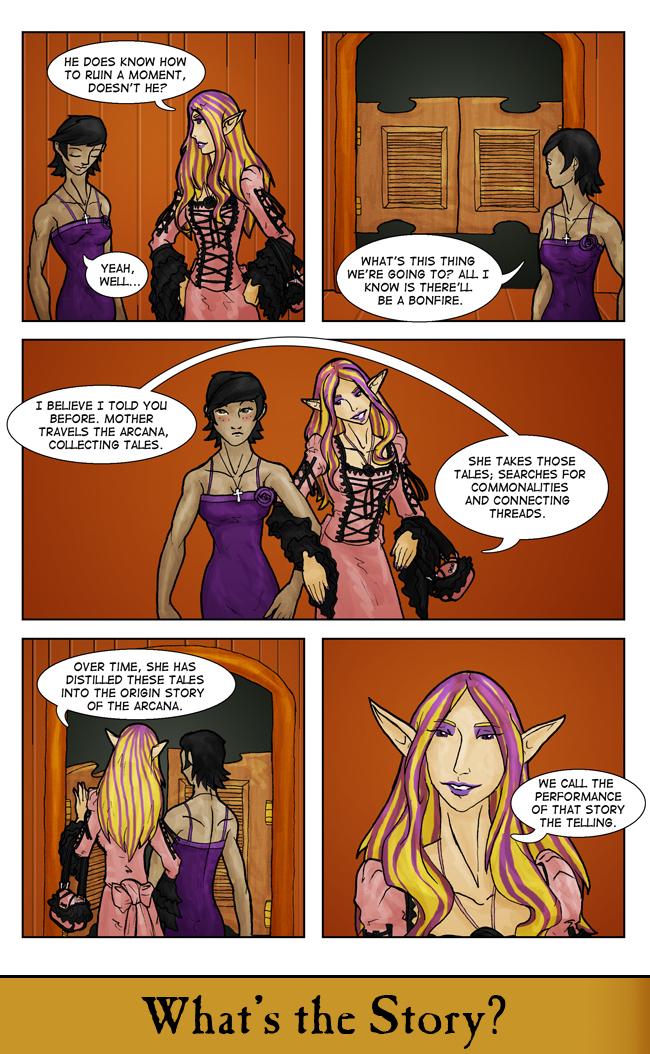 HE DOES KNOW HOW
TO RUIN A MOMENT,
DOESN'T HE?
YEAH,
WELL...
WHAT'S THIS THING
WE'RE GOING TO? ALL I
KNOW IS THERE'LL
BE A BONFIRE.
I BELIEVE I TOLD YOU
BEFORE. MOTHER
TRAVELS THE ARCANA,
COLLECTING TALES.
SHE TAKES THOSE
TALES; SEARCHES FOR
COMMONALITIES
AND CONNECTING
THREADS.
OVER TIME, SHE HAS
DISTILLED THESE TALES
INTO THE ORIGIN STORY
OF THE ARCANA.
WE CALL THE
PERFORMANCE
OF THAT STORY
THE TELLING.
What's the Story?